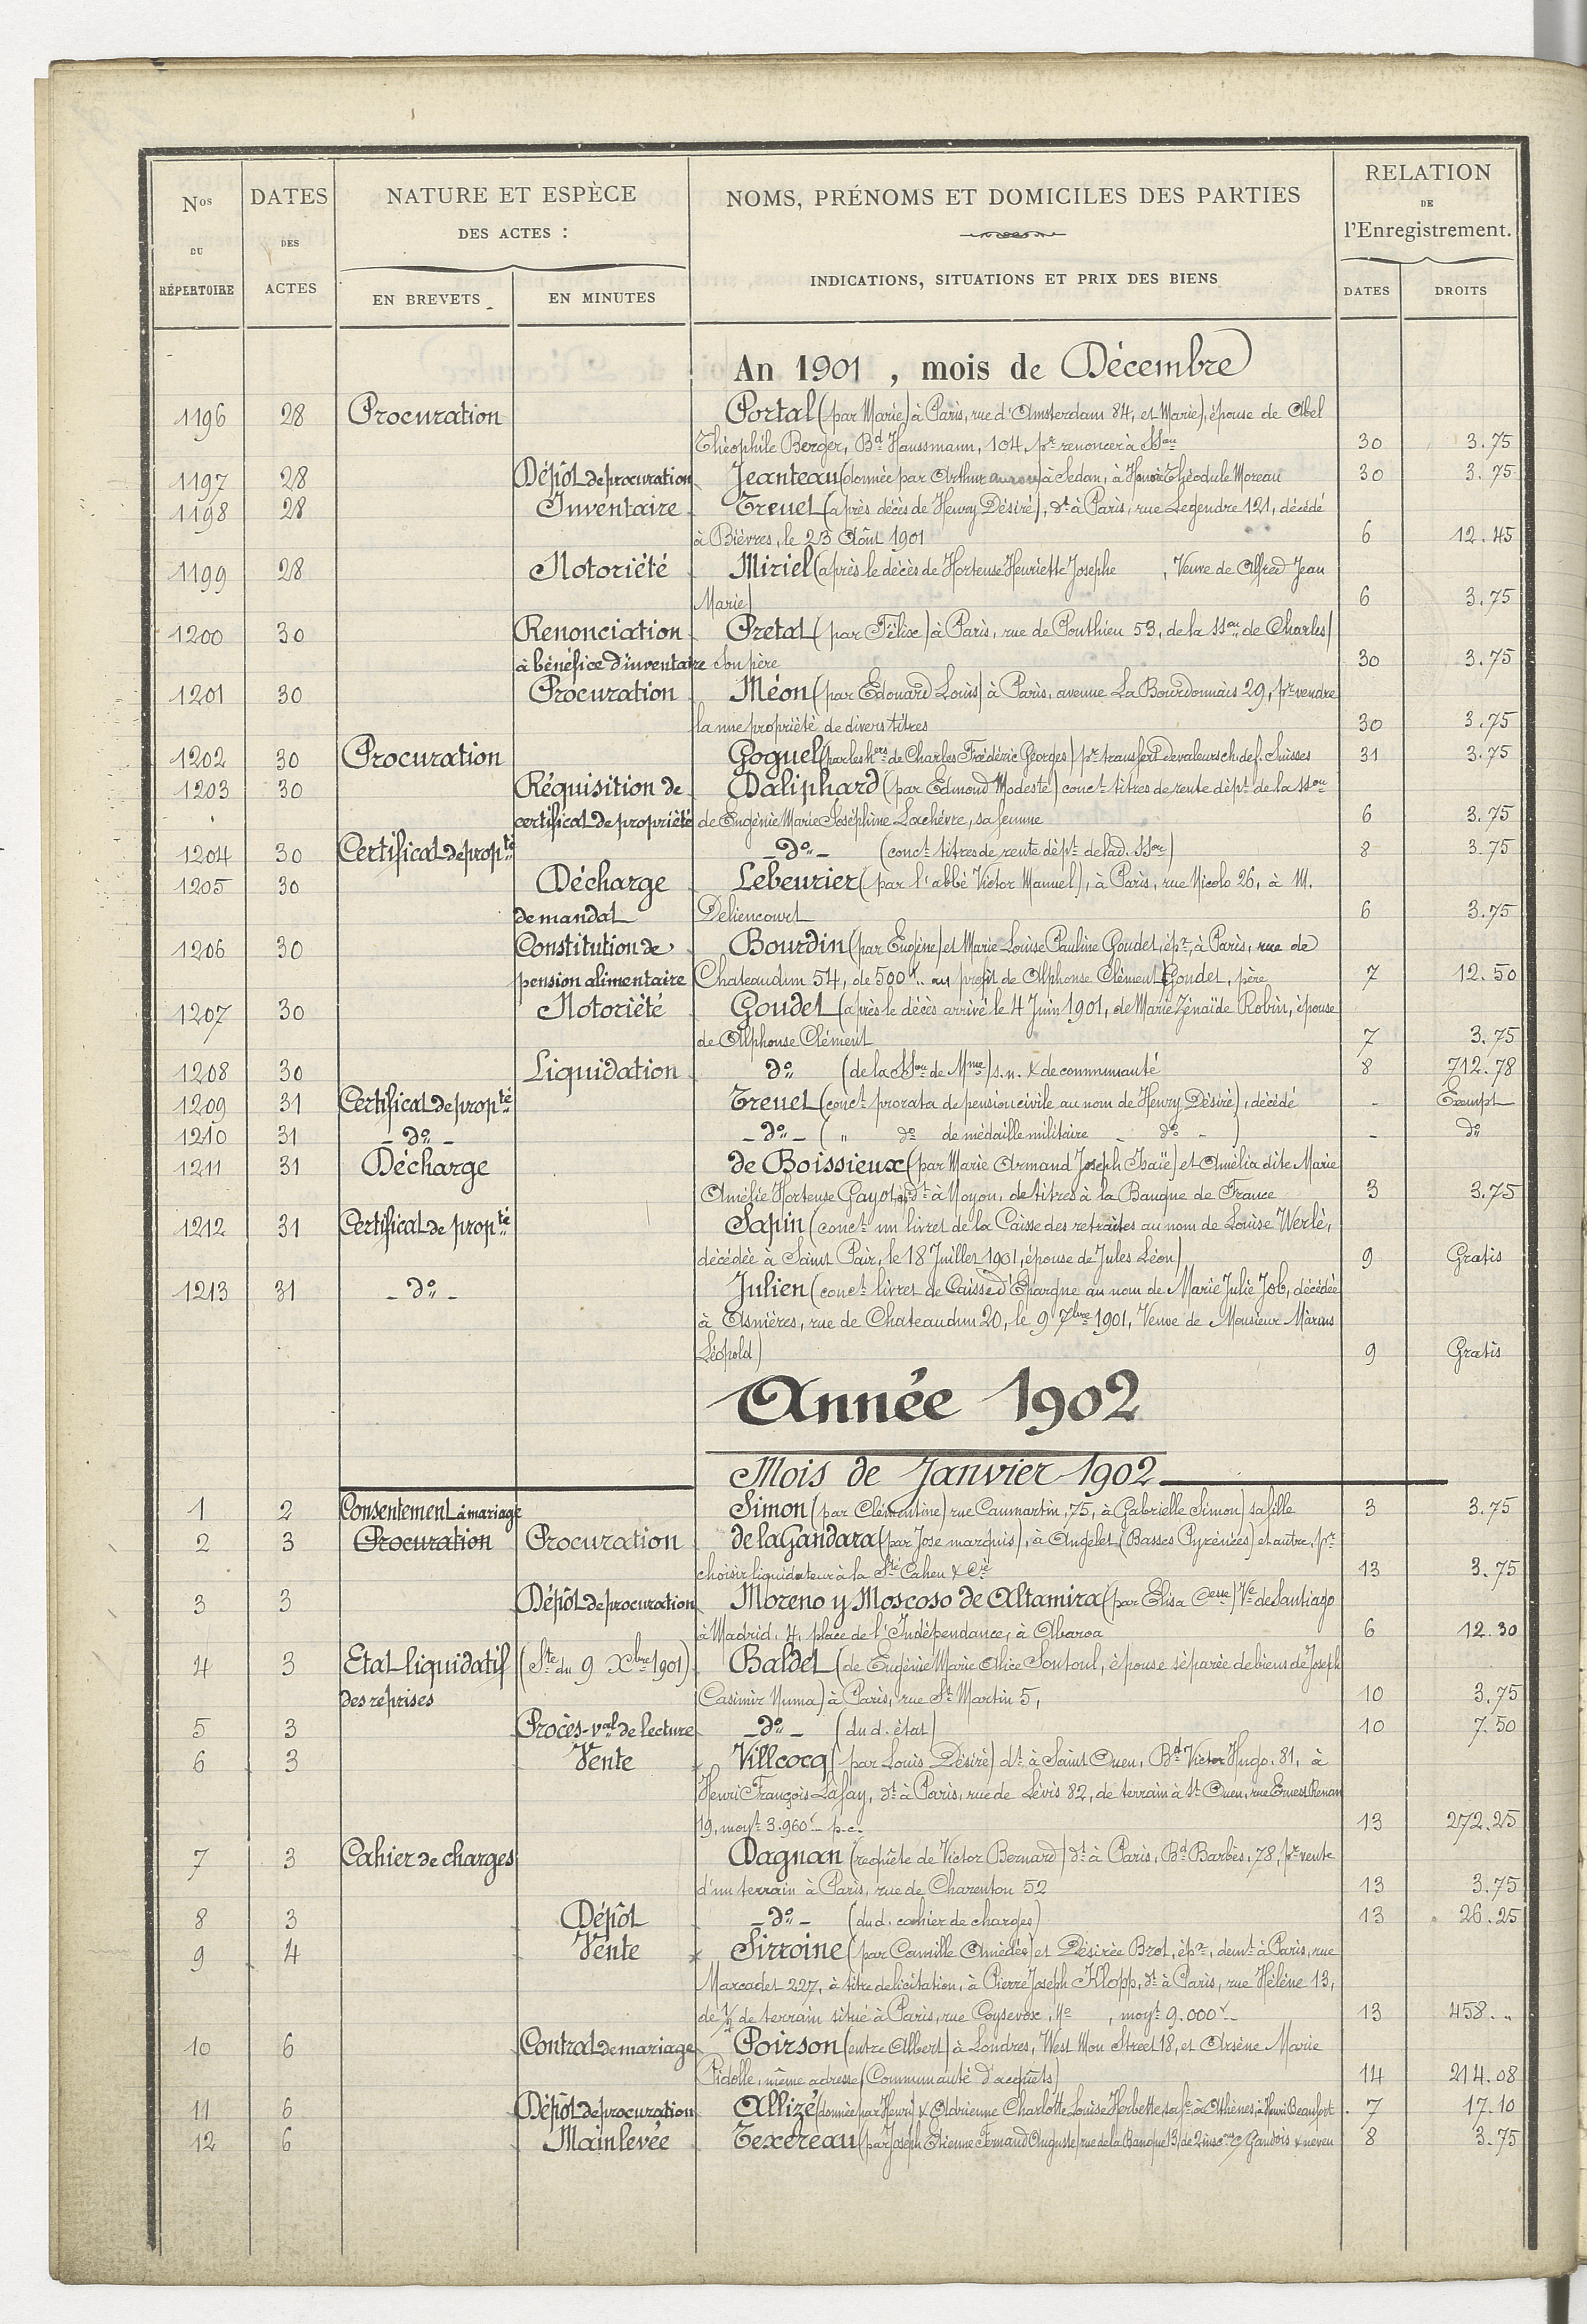 Nos DU RÉPERTOIRE
DATES DES ACTES
NATURE ET ESPÈCE
DES ACTES :
EN BREVETS
EN MINUTES
NOMS, PRÉNOMS ET DOMICILES DES PARTIES
INDICATIONS, SITUATIONS ET PRIX DES BIENS
RELATION
DE
l'Enregistrement.
DATES
DROITS
An 1901 , mois de Décembre
1196 28 Procuration Portal (par Marie) à Paris, rue d'Amsterdam 84, et Marie), épouse de Abel
Théophile Berger, Bd Haussmann, 104, pr renoncer à SSon 30 3.75
1197 28 Dépôt de procuration Jeanteau (donnée par Arthur à Sedan, à Honoré Théodule Moreau 30 3.75
1198 28 Inventaire Treuet (après décès de Henry Désiré), dt à Paris, rue Legendre 121, décédé
à Bièvres, le 23 Août 1901 6 12.45
1199 28 Notoriété Miriel (après le décès de Hortense Henriette Josephe , Veuve de Alfred Jean
Marie) 6 3.75
1200 30 Renonciation Pretat (par Félix) à Paris, rue de Ponthieu 53, de la SSon de Charles)
à bénéfice d'inventaire son père 30 3.75
1201 30 Procuration Méon (par Edouard Louis) à Paris, avenue La Bourdonnais 29, pr vendre
la nue propriété de divers titres 30 3.75
1202 30 Procuration Goguel (par les hers de Charles Frédéric Georges) pr transfert de valeurs ch. de f. Suisses 31 3.75
1203 30 Réquisition de Daliphard (par Edmond Modeste) conct titres de rente dépt de la SSon
certificat de propriété de Eugénie Marie Joséphine Lachèvre, sa femme 6 3.75
1204 30 Certificat de propté - do - (conct titres de rente dépt de lad. SSon) 8 3.75
1205 30 Décharge Lebeurier (par l'abbé Victor Manuel), à Paris, rue Nicolo 26, à M.
de mandat Deliencourt 6 3.75
1206 30 Constitution de Bourdin (par Eugène) et Marie Louise Pauline Goudet, épx, à Paris, rue de
pension alimentaire Chateaudun 54, de 500f.. au profit de Alphonse Clément Goudet, père 7 12.50
1207 30 Notoriété Goudet (après le décès arrivé le 4 Juin 1901, de Marie Zénaïde Robin, épouse
de Alphonse Clément 7 3.75
1208 30 Liquidation do (de la SSon de Mme) s.n. & de communauté 8 712.78
1209 31 Certificat de propté Treuet (conct prorata de pension civile au nom de Henry Désiré), décédé - Exempt
1210 31 - do - - do - ( " do de médaille militaire - do - ) - do
1211 31 Décharge de Boissieux (par Marie Armand Joseph Isaïe) et Amélia dite Marie
Amélie Hortense Gayot, dt à Noyon, de titres à la Banque de France 3 3.75
1212 31 Certificat de propté Sapin (conct un livret de la Caisse des retraites au nom de Louise Werlé,
décédée à Saint Pair, le 18 Juillet 1901, épouse de Jules Léon) 9 Gratis
1213 31 - do - Julien (conct livret de Caisse d'Epargne au nom de Marie Julie Job, décédée
à Asnières, rue de Chateaudun 20, le 9 7bre 1901, Veuve de Monsieur Marius
Léopold) 9 Gratis
Année 1902
Mois de Janvier 1902
1 2 Consentement à mariage Simon (par Clémentine) rue Caumartin, 75, à Gabrielle Simon) sa fille 3 3.75
2 3 Procuration Procuration de la Gandara (par Jose marquis), à Anglet (Basses Pyrénées) et autre, pr
choisir liquidateur à la Sté Cahen & Cie 13 3.75
3 3 Dépôt de procuration Moreno y Moscoso de Altamira (par Elisa Cesse) Ve de Santiago
à Madrid, 4, place de l'Indépendance, à Abaroa 6 12.30
4 3 Etat liquidatif (Ste du 9 Xbre 1901) Baldet (de Eugénie Marie Alice Sontoul, épouse séparée de biens de Joseph
des reprises Casimir Numa) à Paris, rue St Martin 5, 10 3.75
5 3 Procès-val de lecture - do - (du d. état) 10 7.50
6 3 Vente Villcocq (par Louis Désiré) dt à Saint Ouen, Bd Victor Hugo, 81, à
Henri François Lafay, dt à Paris, rue de Lévis 82, de terrain à St Ouen, rue Ernest Renan
19, moyt 3.960f p.c. 13 272.25
7 3 Cahier de charges Dagnan (requête de Victor Bernard) dt à Paris, Bd Barbès, 78, pr vente
d'un terrain à Paris, rue de Charenton 52 13 3.75
8 3 Dépôt - do - (du d. cahier de charges) 13 26.25
9 4 Vente Sirroine (par Camille Amédée) et Désirée Brot, épx, demt à Paris, rue
Marcadet 227, à titre de licitation, à Pierre Joseph Klopp, dt à Paris, rue Hélène 13,
de 1/2 de terrain situé à Paris, rue Coysevox, No , moyt 9.000f 13 458. "
10 6 Contrat de mariage Poirson (entre Albert) à Londres, West Mou Street 18, et Arsène Marie
Pidolle, même adresse (Communauté d'acquêts) 14 214.08
11 6 Dépôt de procuration Allizé (donnée par Henri) & Adrienne Charlotte Louise Herbette sa fe à Athènes, à Henri Beaufort 7 17.10
12 6 Mainlevée Texereau (par Joseph Etienne Fernand Auguste) rue de la Banque 13, de 2 insc. Gaudois & neveu 8 3.75